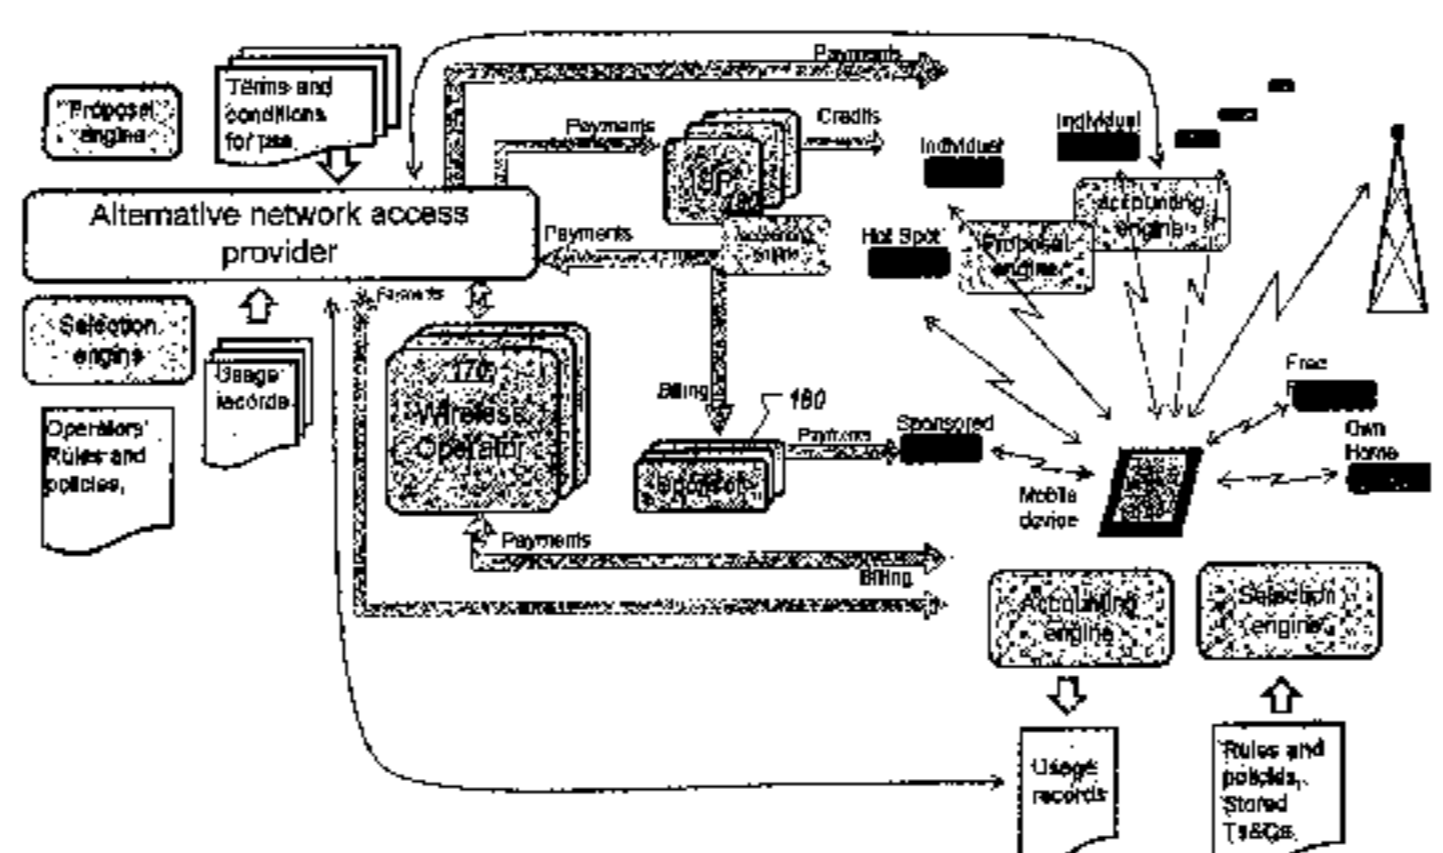 Payments
Terms and
conditions
for use
Proposal
engine
Payments
Credits
Individual
Individual
Alternative network access
provider
accounting
engine
Payments
Hot Spot
Proposal
engine
accounting
engine
Payments
Selection
engine
Usage
records
170
Wireless
Operator
Billing
180
Free
Operators'
Rules and
policies,
Sponsored
Payments
Own
Home
Mobile
device
Payments
Billing
Accounting
engine
Selection
engine
Usage
records
Rules and
policies,
Stored
Ts&Cs